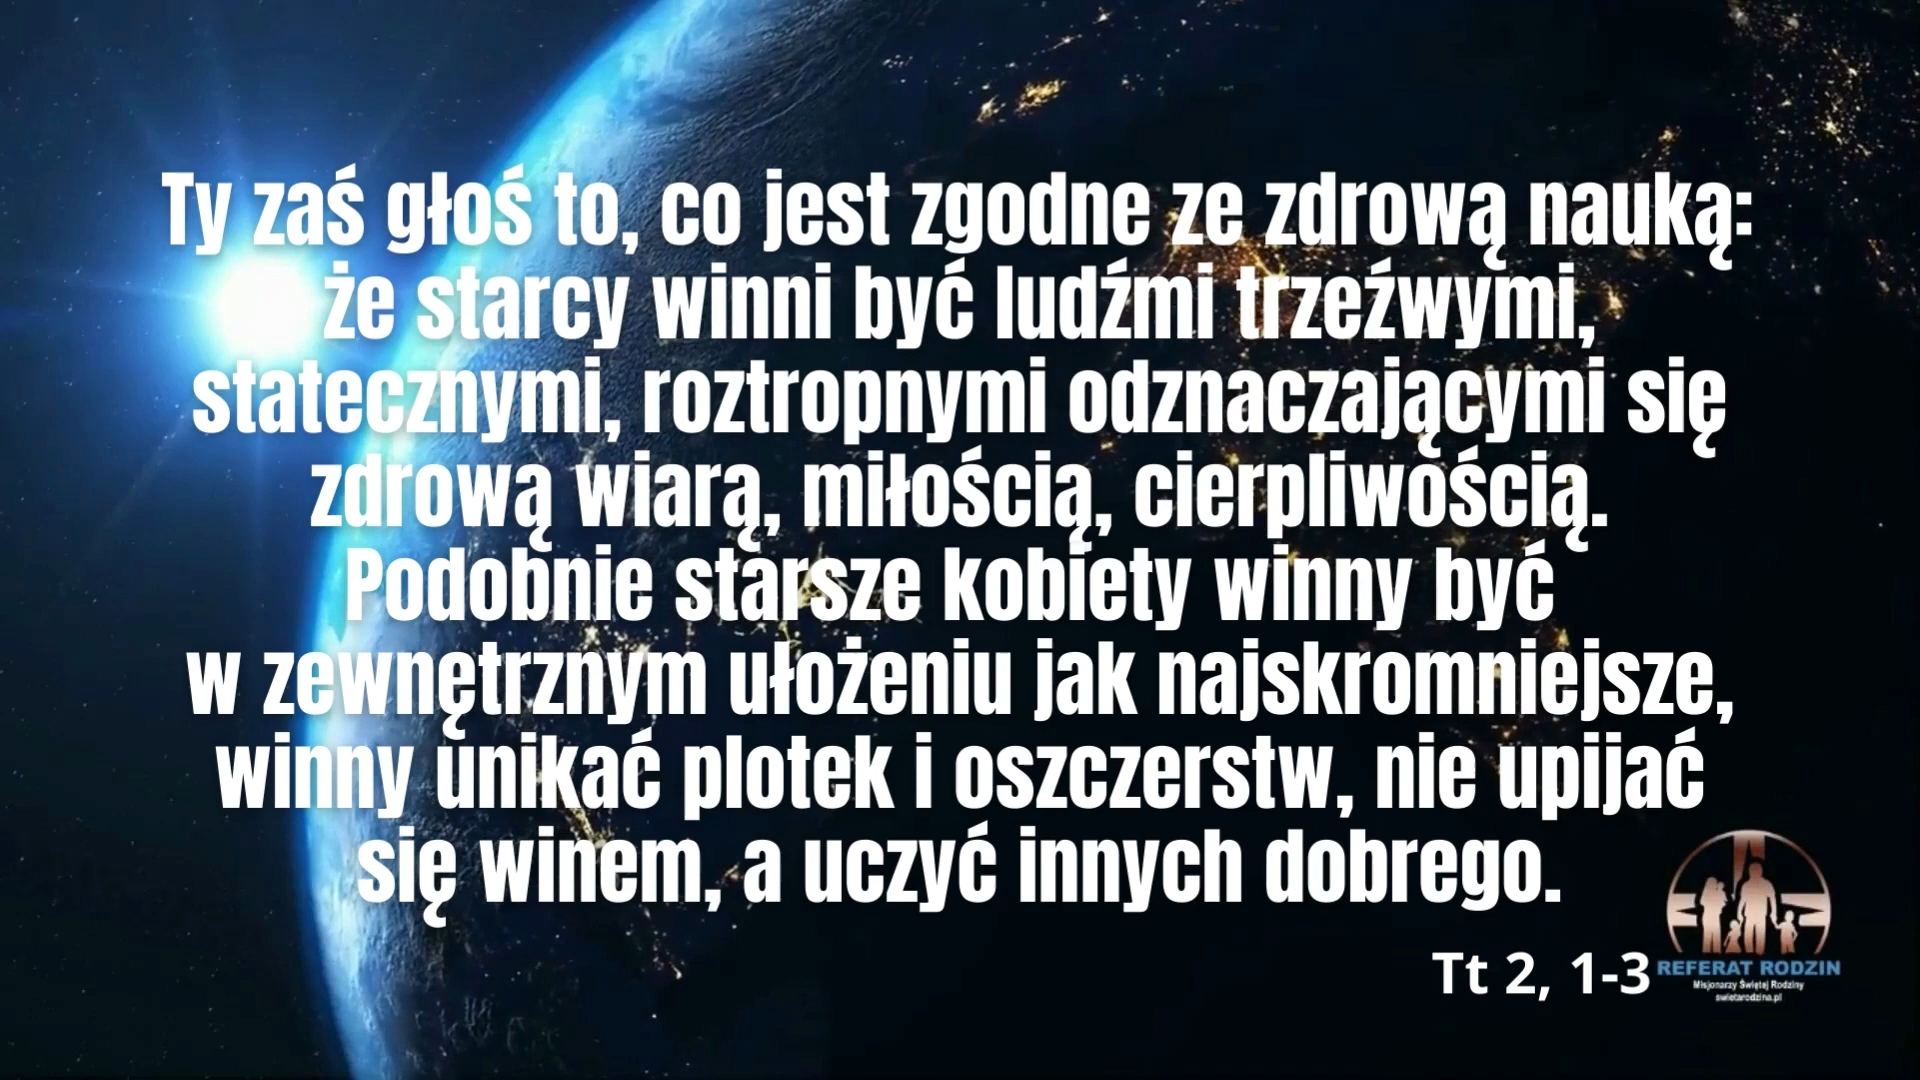 Ty zaś głoś to, co jest zgodne ze zdrową nauką:
że starcy winni być ludźmi trzeźwymi,
statecznymi, roztropnymi odznaczającymi się
zdrową wiarą, miłością, cierpliwością.
Podobnie starsze kobiety winny być
w zewnętrznym ułożeniu jak najskromniejsze,
winny unikać plotek i oszczerstw, nie upijać
się winem, a uczyć innych dobrego.
Tt 2, 1-3
REFERAT RODZIN
Misjonarzy Świętej Rodziny
swietarodzina.pl